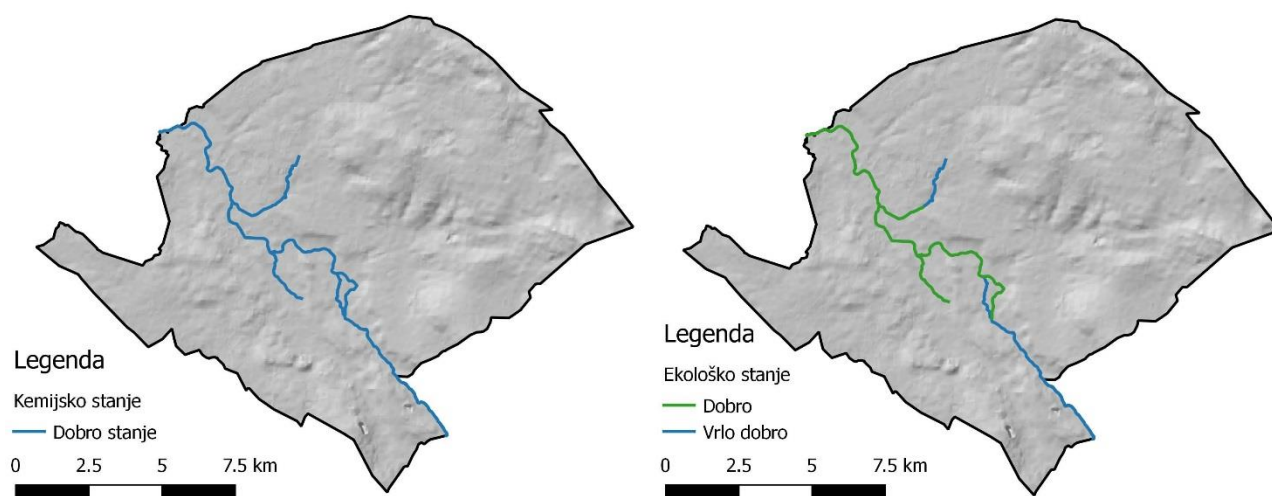 Legenda
Kemijsko stanje
Dobro stanje
0 2.5 5 7.5 km
Legenda
Ekološko stanje
Dobro
Vrlo dobro
0 2.5 5 7.5 km